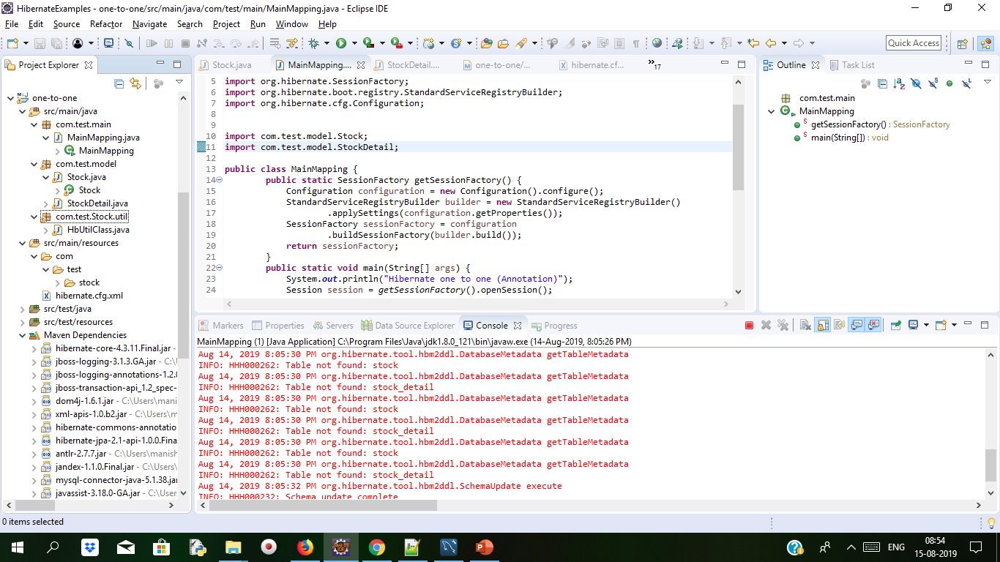 HibernateExamples - one-to-one/src/main/java/com/test/main/MainMapping.java - Eclipse IDE
File Edit Source Refactor Navigate Search Project Run Window Help
Quick Access
Project Explorer
one-to-one
src/main/java
com.test.main
MainMapping.java
MainMapping
com.test.model
Stock.java
Stock
StockDetail.java
com.test.Stock.util
HbUtilClass.java
src/main/resources
com
test
stock
hibernate.cfg.xml
src/test/java
src/test/resources
Maven Dependencies
hibernate-core-4.3.11.Final.jar -
jboss-logging-3.1.3.GA.jar - C:\U
jboss-logging-annotations-1.2.0
jboss-transaction-api_1.2_spec-
dom4j-1.6.1.jar - C:\Users\mani
xml-apis-1.0.b2.jar - C:\Users\m
hibernate-commons-annotatio
hibernate-jpa-2.1-api-1.0.0.Fina
antlr-2.7.7.jar - C:\Users\manish
jandex-1.1.0.Final.jar - C:\Users
mysql-connector-java-5.1.38.jar
javassist-3.18.0-GA.jar - C:\User
Stock.java MainMapping.... StockDetail.... one-to-one/... hibernate.cf... »17
5 import org.hibernate.SessionFactory;
6 import org.hibernate.boot.registry.StandardServiceRegistryBuilder;
7 import org.hibernate.cfg.Configuration;
8
9
10 import com.test.model.Stock;
11 import com.test.model.StockDetail;
12
13 public class MainMapping {
14 public static SessionFactory getSessionFactory() {
15 Configuration configuration = new Configuration().configure();
16 StandardServiceRegistryBuilder builder = new StandardServiceRegistryBuilder()
17 .applySettings(configuration.getProperties());
18 SessionFactory sessionFactory = configuration
19 .buildSessionFactory(builder.build());
20 return sessionFactory;
21 }
22 public static void main(String[] args) {
23 System.out.println("Hibernate one to one (Annotation)");
24 Session session = getSessionFactory().openSession();
Outline Task List
com.test.main
MainMapping
getSessionFactory() : SessionFactory
main(String[]) : void
Markers Properties Servers Data Source Explorer Console Progress
MainMapping (1) [Java Application] C:\Program Files\Java\jdk1.8.0_121\bin\javaw.exe (14-Aug-2019, 8:05:26 PM)
Aug 14, 2019 8:05:30 PM org.hibernate.tool.hbm2ddl.DatabaseMetadata getTableMetadata
INFO: HHH000262: Table not found: stock
Aug 14, 2019 8:05:30 PM org.hibernate.tool.hbm2ddl.DatabaseMetadata getTableMetadata
INFO: HHH000262: Table not found: stock_detail
Aug 14, 2019 8:05:30 PM org.hibernate.tool.hbm2ddl.DatabaseMetadata getTableMetadata
INFO: HHH000262: Table not found: stock
Aug 14, 2019 8:05:30 PM org.hibernate.tool.hbm2ddl.DatabaseMetadata getTableMetadata
INFO: HHH000262: Table not found: stock_detail
Aug 14, 2019 8:05:30 PM org.hibernate.tool.hbm2ddl.DatabaseMetadata getTableMetadata
INFO: HHH000262: Table not found: stock
Aug 14, 2019 8:05:30 PM org.hibernate.tool.hbm2ddl.DatabaseMetadata getTableMetadata
INFO: HHH000262: Table not found: stock_detail
Aug 14, 2019 8:05:32 PM org.hibernate.tool.hbm2ddl.SchemaUpdate execute
INFO: HHH000232: Schema update complete
0 items selected
ENG
08:54
15-08-2019